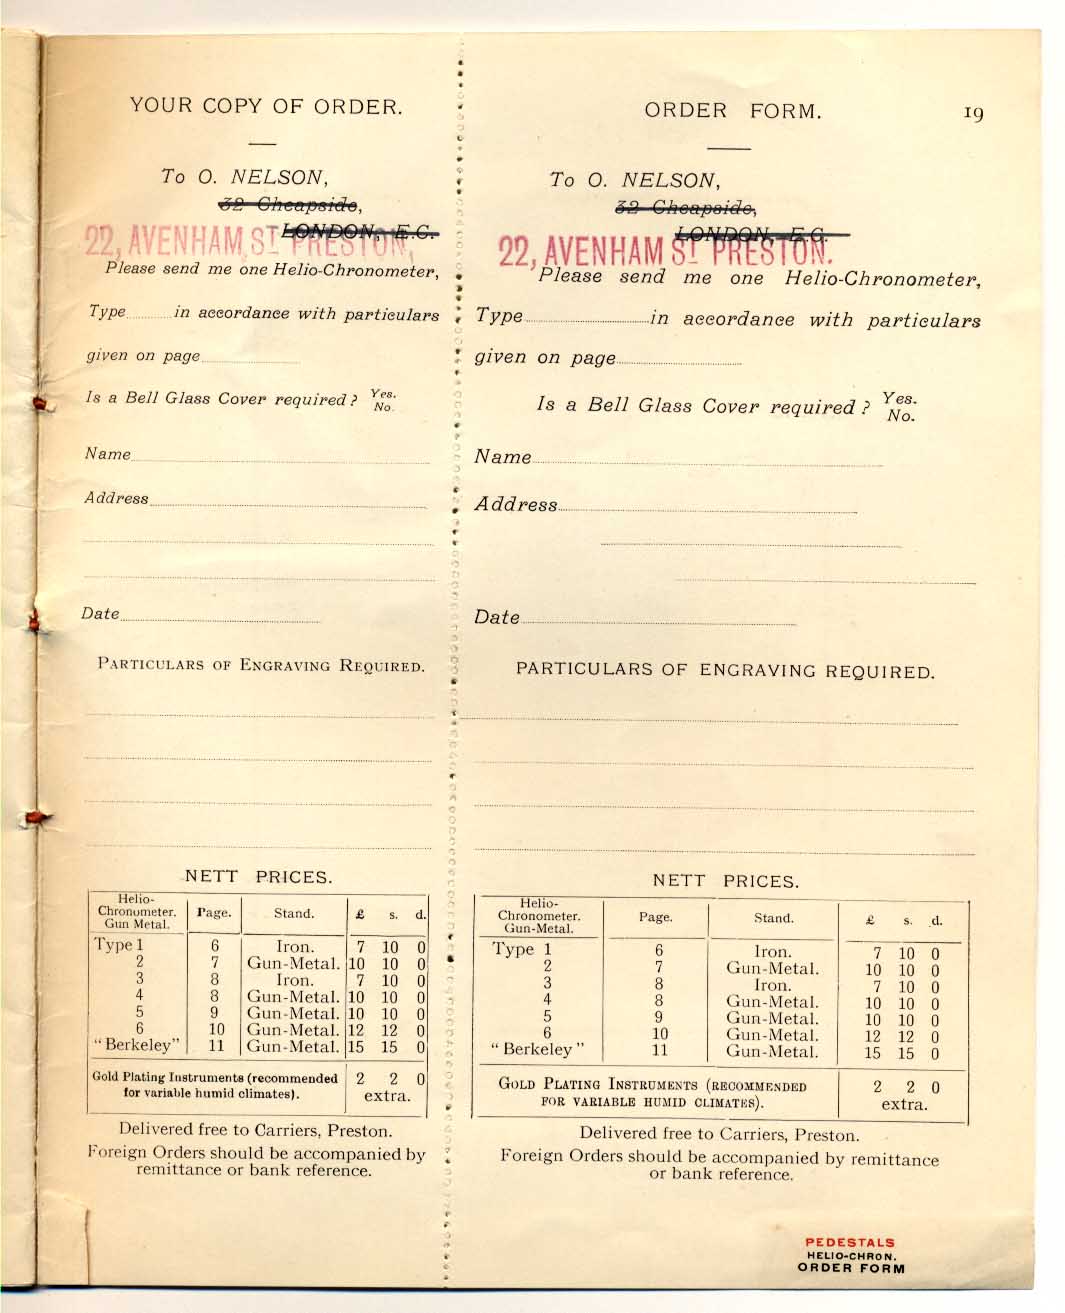 YOUR COPY OF ORDER.
To O. NELSON,
32 Cheapside,
LONDON, E.C.
22, AVENHAM ST PRESTON,
Please send me one Helio-Chronometer,
Type in accordance with particulars
given on page
Is a Bell Glass Cover required? Yes. No.
Name
Address
Date
PARTICULARS OF ENGRAVING REQUIRED.
NETT PRICES.
Helio-Chronometer. Gun Metal. Page. Stand. £ s. d.
Type 1 6 Iron. 7 10 0
2 7 Gun-Metal. 10 10 0
3 8 Iron. 7 10 0
4 8 Gun-Metal. 10 10 0
5 9 Gun-Metal. 10 10 0
6 10 Gun-Metal. 12 12 0
"Berkeley" 11 Gun-Metal. 15 15 0
Gold Plating Instruments (recommended 2 2 0
for variable humid climates). extra.
Delivered free to Carriers, Preston.
Foreign Orders should be accompanied by
remittance or bank reference.
ORDER FORM. 19
To O. NELSON,
32 Cheapside,
LONDON, E.C.
22, AVENHAM ST PRESTON.
Please send me one Helio-Chronometer,
Type in accordance with particulars
given on page
Is a Bell Glass Cover required? Yes. No.
Name
Address
Date
PARTICULARS OF ENGRAVING REQUIRED.
NETT PRICES.
Helio-Chronometer. Gun-Metal. Page. Stand. £ s. d.
Type 1 6 Iron. 7 10 0
2 7 Gun-Metal. 10 10 0
3 8 Iron. 7 10 0
4 8 Gun-Metal. 10 10 0
5 9 Gun-Metal. 10 10 0
6 10 Gun-Metal. 12 12 0
"Berkeley" 11 Gun-Metal. 15 15 0
GOLD PLATING INSTRUMENTS (RECOMMENDED 2 2 0
FOR VARIABLE HUMID CLIMATES). extra.
Delivered free to Carriers, Preston.
Foreign Orders should be accompanied by remittance
or bank reference.
PEDESTALS
HELIO-CHRON.
ORDER FORM